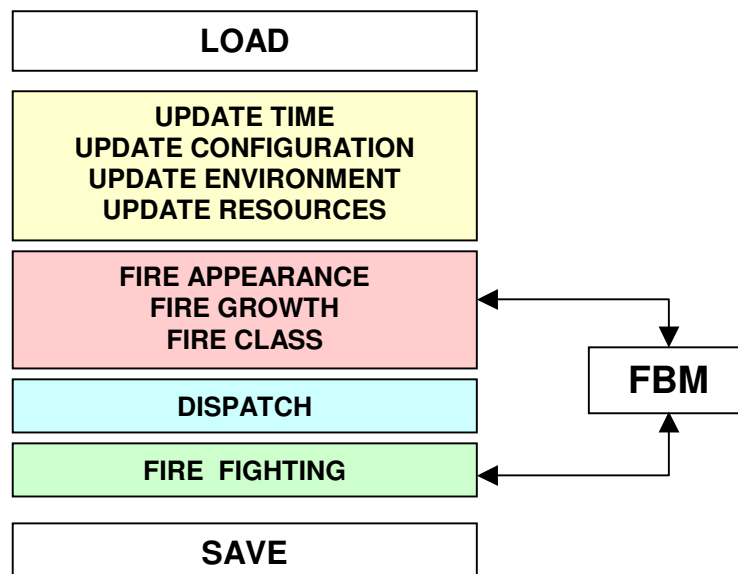 LOAD
UPDATE TIME
UPDATE CONFIGURATION
UPDATE ENVIRONMENT
UPDATE RESOURCES
FIRE APPEARANCE
FIRE GROWTH
FIRE CLASS
FBM
DISPATCH
FIRE FIGHTING
SAVE